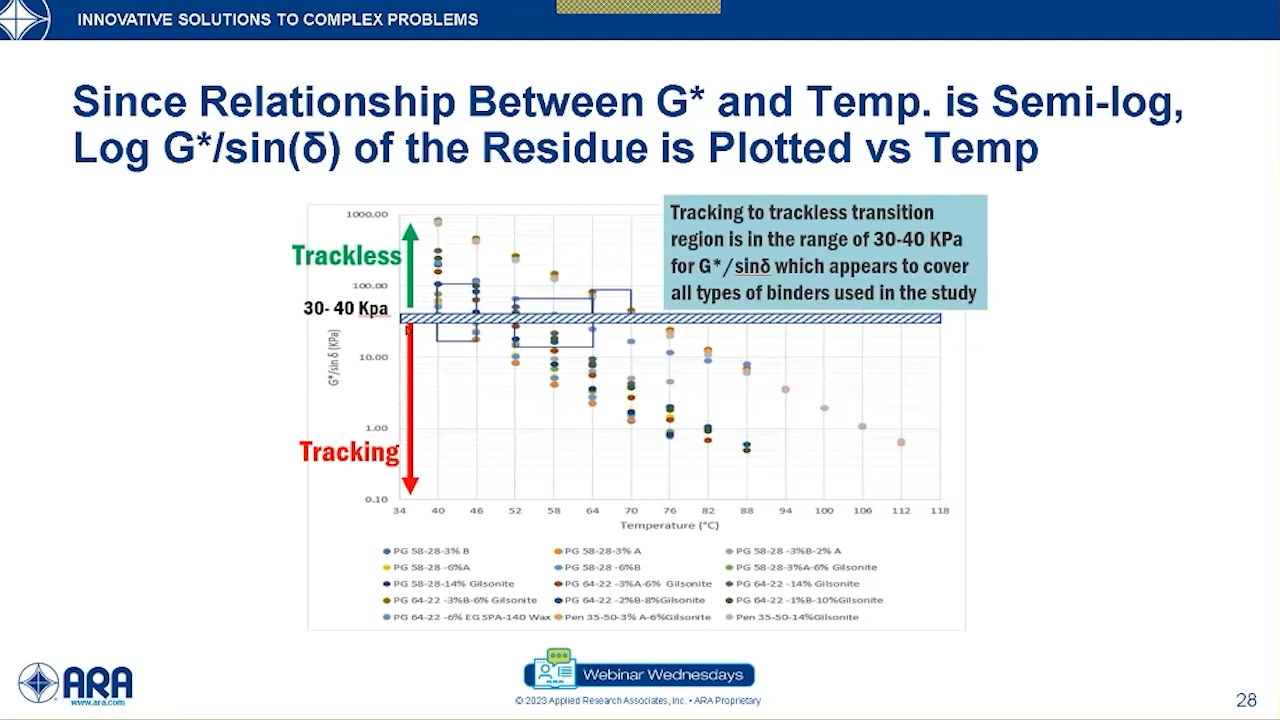 INNOVATIVE SOLUTIONS TO COMPLEX PROBLEMS
Since Relationship Between G* and Temp. is Semi-log,
Log G*/sin(δ) of the Residue is Plotted vs Temp
Tracking to trackless transition
region is in the range of 30-40 KPa
for G*/sinδ which appears to cover
all types of binders used in the study
Trackless
30- 40 Kpa
Tracking
G*/sin δ (KPa)
1000.00
100.00
10.00
1.00
0.10
34 40 46 52 58 64 70 76 82 88 94 100 106 112 118
Temperature (°C)
PG 58-28-3% B PG 58-28-3% A PG 58-28 -3%B-2% A
PG 58-28 -6%A PG 58-28 -6%B PG 58-28-3%A-6% Gilsonite
PG 58-28-14% Gilsonite PG 64-22 -3%A-6% Gilsonite PG 64-22 -14% Gilsonite
PG 64-22 -3%B-6% Gilsonite PG 64-22 -2%B-8%Gilsonite PG 64-22 -1%B-10%Gilsonite
PG 64-22 -6% EG SPA-140 Wax Pen 35-50-3% A-6%Gilsonite Pen 35-50-14%Gilsonite
ARA
www.ara.com
Webinar Wednesdays
© 2023 Applied Research Associates, Inc. • ARA Proprietary
28